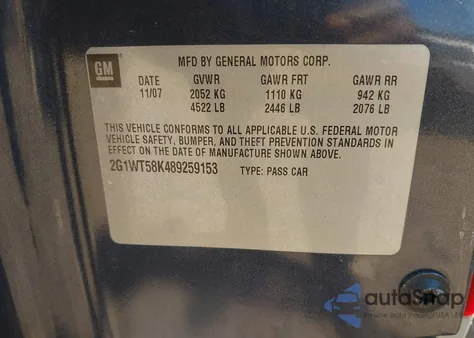 GM
MFD BY GENERAL MOTORS CORP.
DATE GVWR GAWR FRT GAWR RR
11/07 2052 KG 1110 KG 942 KG
4522 LB 2446 LB 2076 LB
THIS VEHICLE CONFORMS TO ALL APPLICABLE U.S. FEDERAL MOTOR
VEHICLE SAFETY, BUMPER, AND THEFT PREVENTION STANDARDS IN
EFFECT ON THE DATE OF MANUFACTURE SHOWN ABOVE.
2G1WT58K489259153 TYPE: PASS CAR
autoSnap